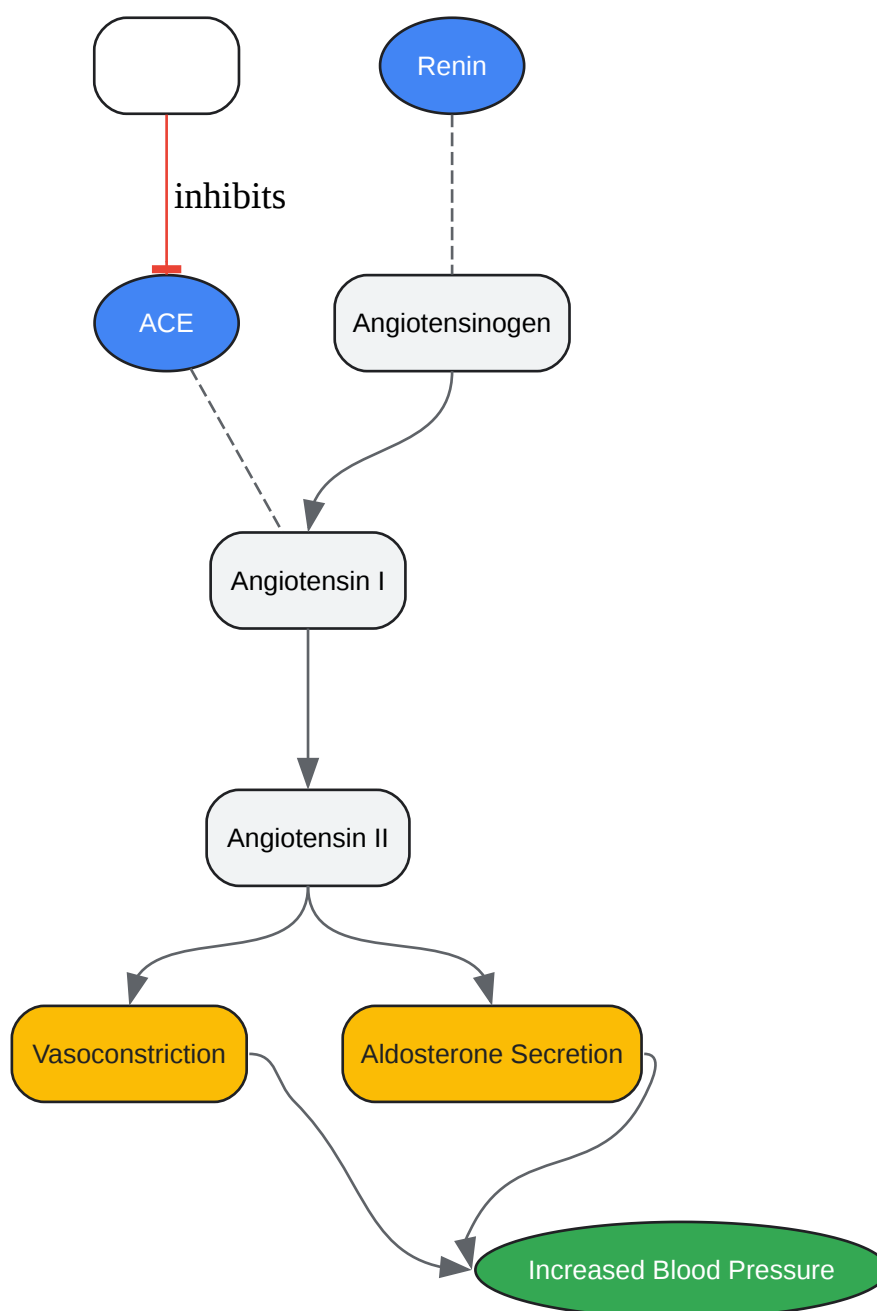 Renin
inhibits
ACE
Angiotensinogen
Angiotensin I
Angiotensin II
Vasoconstriction
Aldosterone Secretion
Increased Blood Pressure